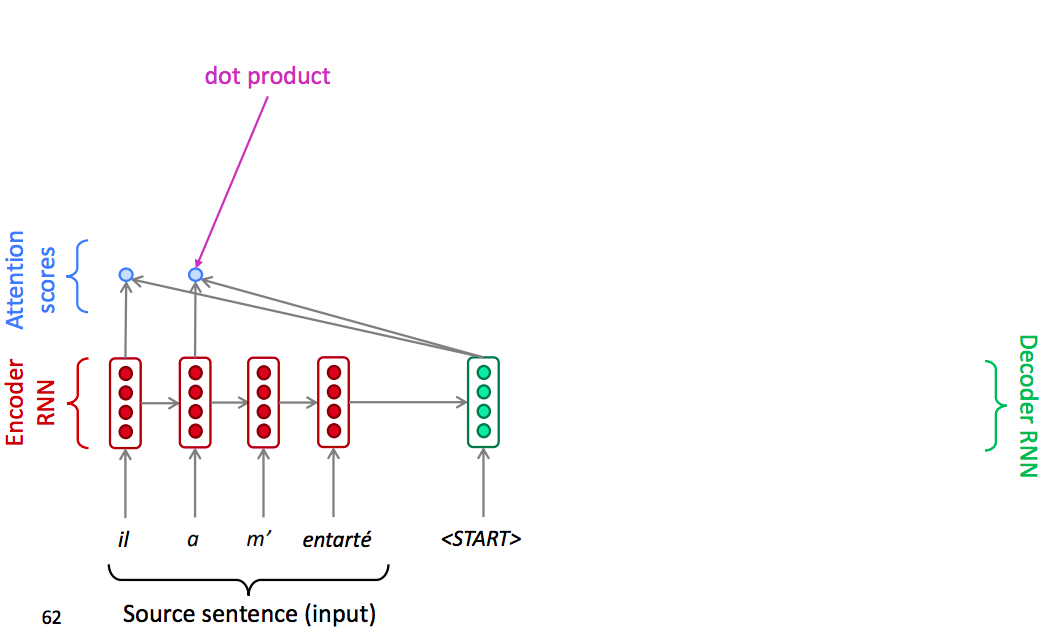 dot product
Attention
scores
Encoder
RNN
Decoder RNN
il a m’ entarté <START>
Source sentence (input)
62